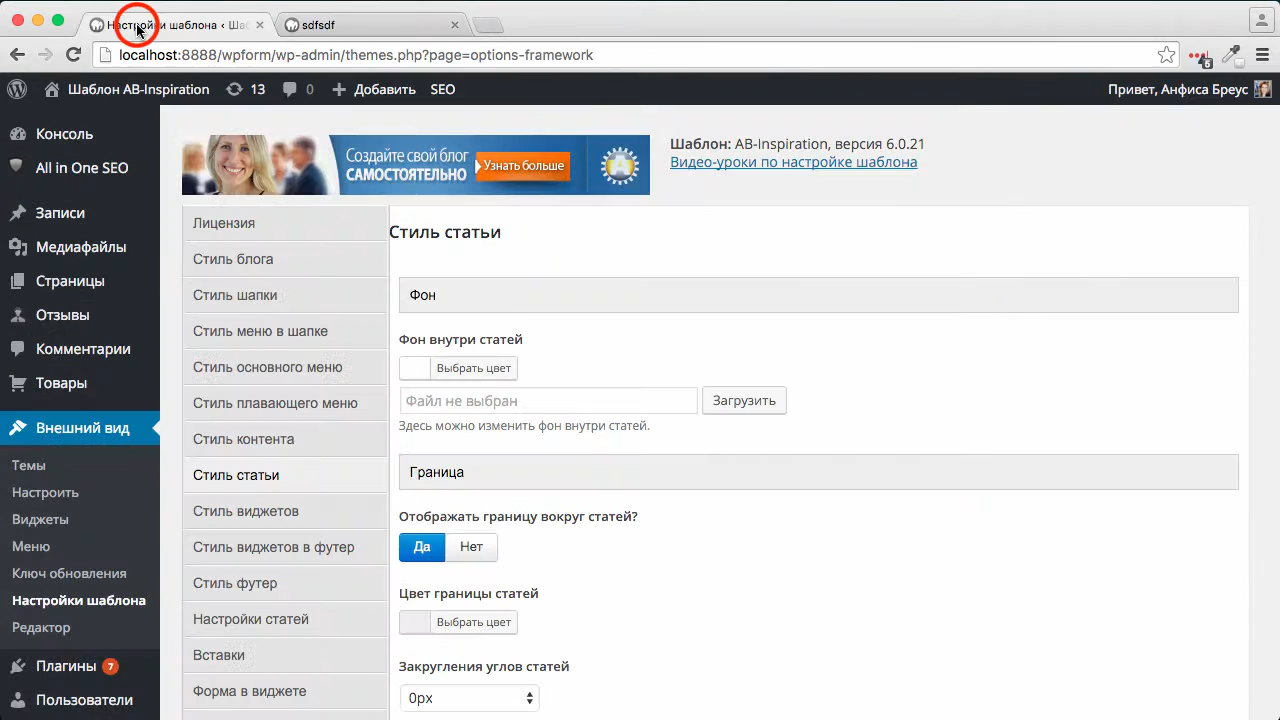 Настройки шаблона ‹ Ша
sdfsdf
localhost:8888/wpform/wp-admin/themes.php?page=options-framework
6
Шаблон AB-Inspiration
13
0
Добавить
SEO
Привет, Анфиса Бреус
Консоль
All in One SEO
Записи
Медиафайлы
Страницы
Отзывы
Комментарии
Товары
Внешний вид
Темы
Настроить
Виджеты
Меню
Ключ обновления
Настройки шаблона
Редактор
Плагины 7
Пользователи
Создайте свой блог
САМОСТОЯТЕЛЬНО
Узнать больше
Шаблон: AB-Inspiration, версия 6.0.21
Видео-уроки по настройке шаблона
Лицензия
Стиль блога
Стиль шапки
Стиль меню в шапке
Стиль основного меню
Стиль плавающего меню
Стиль контента
Стиль статьи
Стиль виджетов
Стиль виджетов в футер
Стиль футер
Настройки статей
Вставки
Форма в виджете
Стиль статьи
Фон
Фон внутри статей
Выбрать цвет
Файл не выбран
Загрузить
Здесь можно изменить фон внутри статей.
Граница
Отображать границу вокруг статей?
Да
Нет
Цвет границы статей
Выбрать цвет
Закругления углов статей
0px